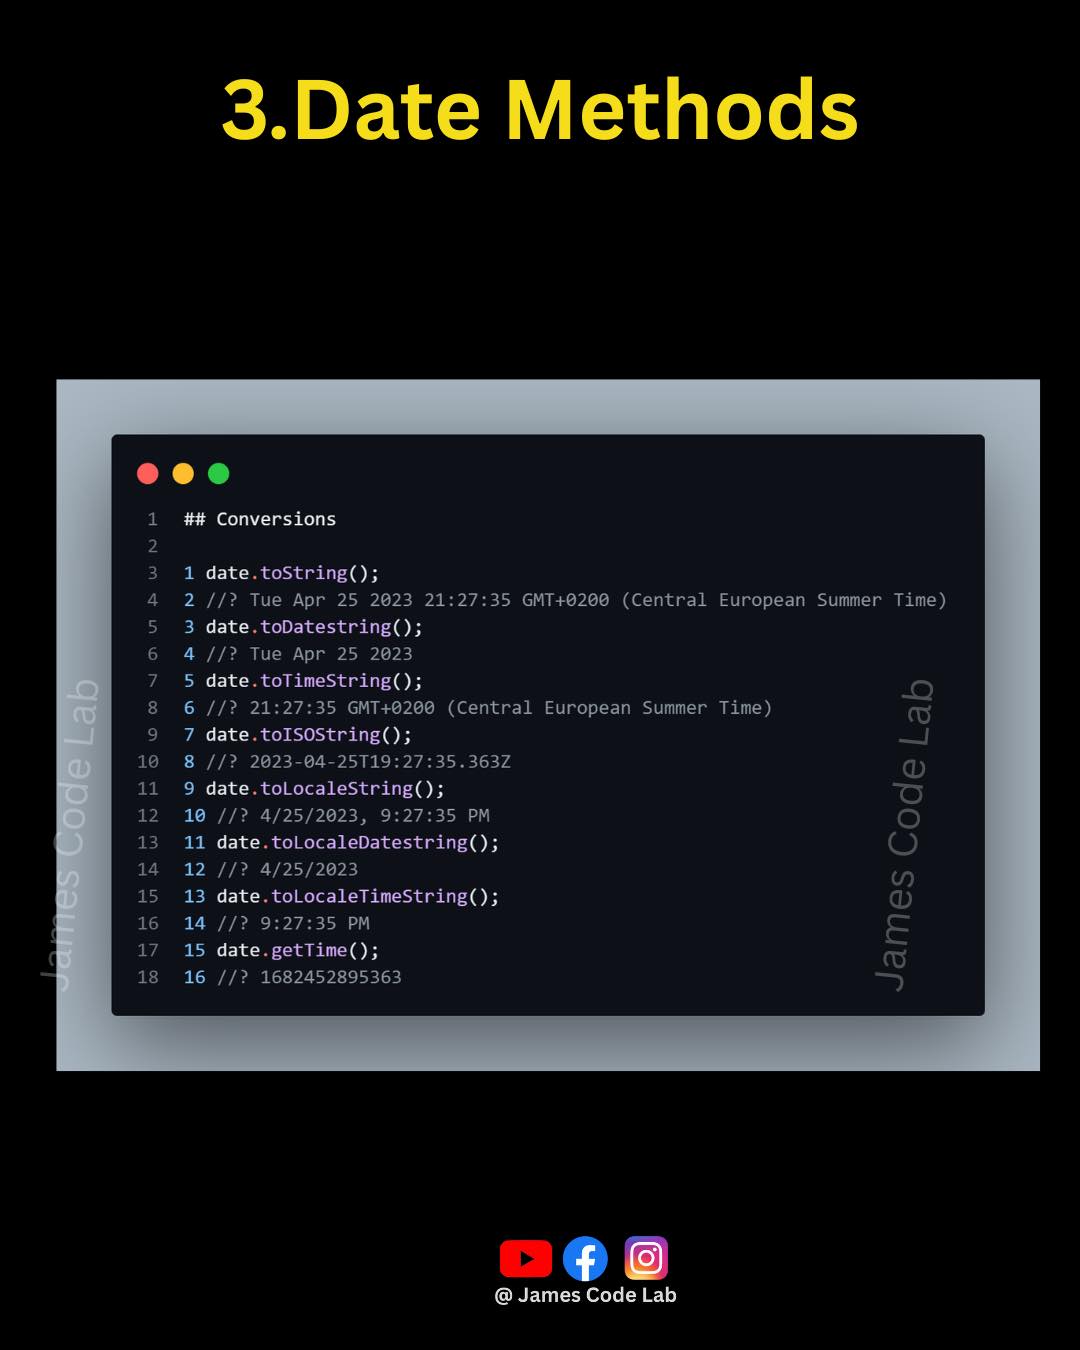 3.Date Methods
1 ## Conversions
2
3 1 date.toString();
4 2 //? Tue Apr 25 2023 21:27:35 GMT+0200 (Central European Summer Time)
5 3 date.toDatestring();
6 4 //? Tue Apr 25 2023
7 5 date.toTimeString();
8 6 //? 21:27:35 GMT+0200 (Central European Summer Time)
9 7 date.toISOString();
10 8 //? 2023-04-25T19:27:35.363Z
11 9 date.toLocaleString();
12 10 //? 4/25/2023, 9:27:35 PM
13 11 date.toLocaleDatestring();
14 12 //? 4/25/2023
15 13 date.toLocaleTimeString();
16 14 //? 9:27:35 PM
17 15 date.getTime();
18 16 //? 1682452895363
James Code Lab
James Code Lab
@ James Code Lab